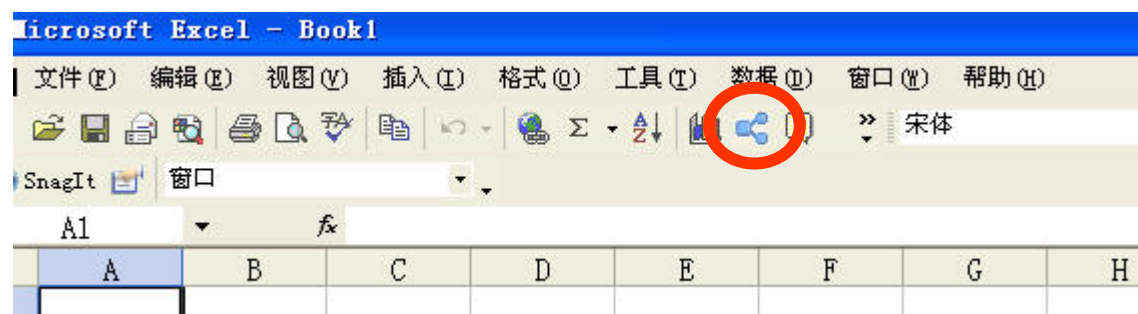 Microsoft Excel - Book1
文件(F) 编辑(E) 视图(V) 插入(I) 格式(O) 工具(T) 数据(D) 窗口(W) 帮助(H)
宋体
SnagIt 窗口
A1 fx
A B C D E F G H